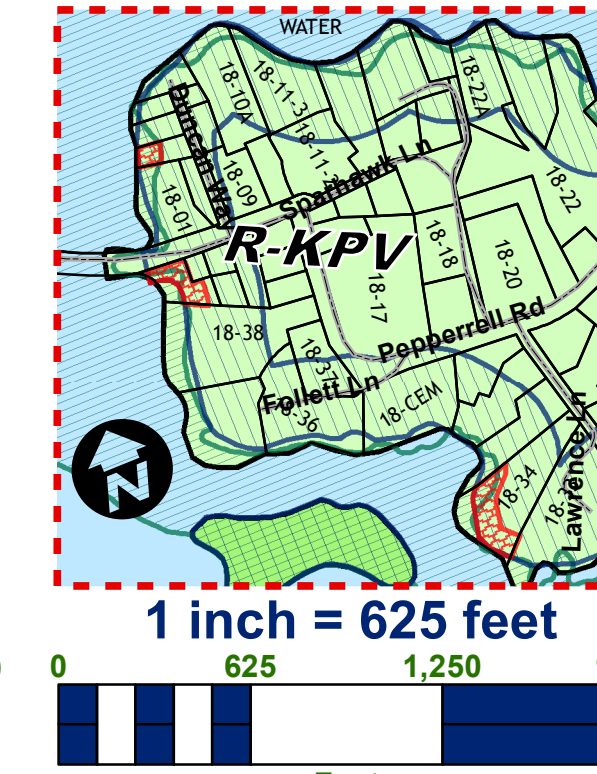 WATER
18-10A
18-11-3
18-22A
Duncan Way
18-11-
18-09
Sparhawk Ln
18-22
18-01
R-KPV
18-18
18-20
18-17
18-38
Pepperrell Rd
18-37
Follett Ln
18-36
18-CEM
Lawrence Ln
18-34
N
1 inch = 625 feet
0
625
1,250